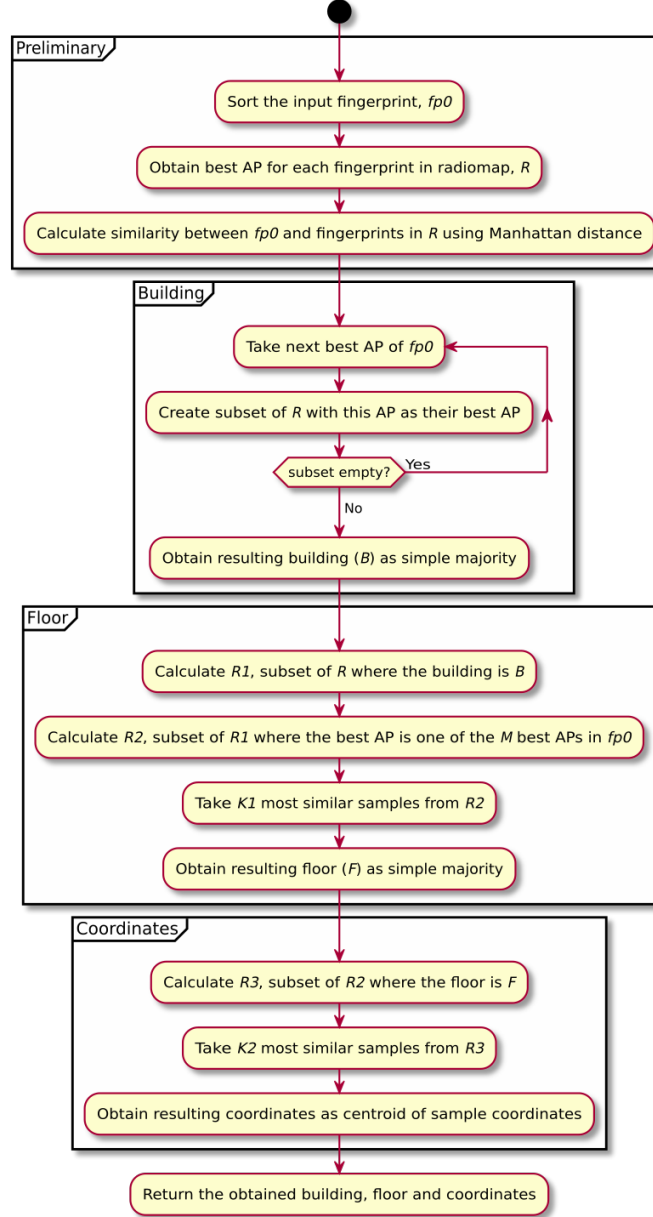 Preliminary
Sort the input fingerprint, fp0
Obtain best AP for each fingerprint in radiomap, R
Calculate similarity between fp0 and fingerprints in R using Manhattan distance
Building
Take next best AP of fp0
Create subset of R with this AP as their best AP
subset empty?
Yes
No
Obtain resulting building (B) as simple majority
Floor
Calculate R1, subset of R where the building is B
Calculate R2, subset of R1 where the best AP is one of the M best APs in fp0
Take K1 most similar samples from R2
Obtain resulting floor (F) as simple majority
Coordinates
Calculate R3, subset of R2 where the floor is F
Take K2 most similar samples from R3
Obtain resulting coordinates as centroid of sample coordinates
Return the obtained building, floor and coordinates